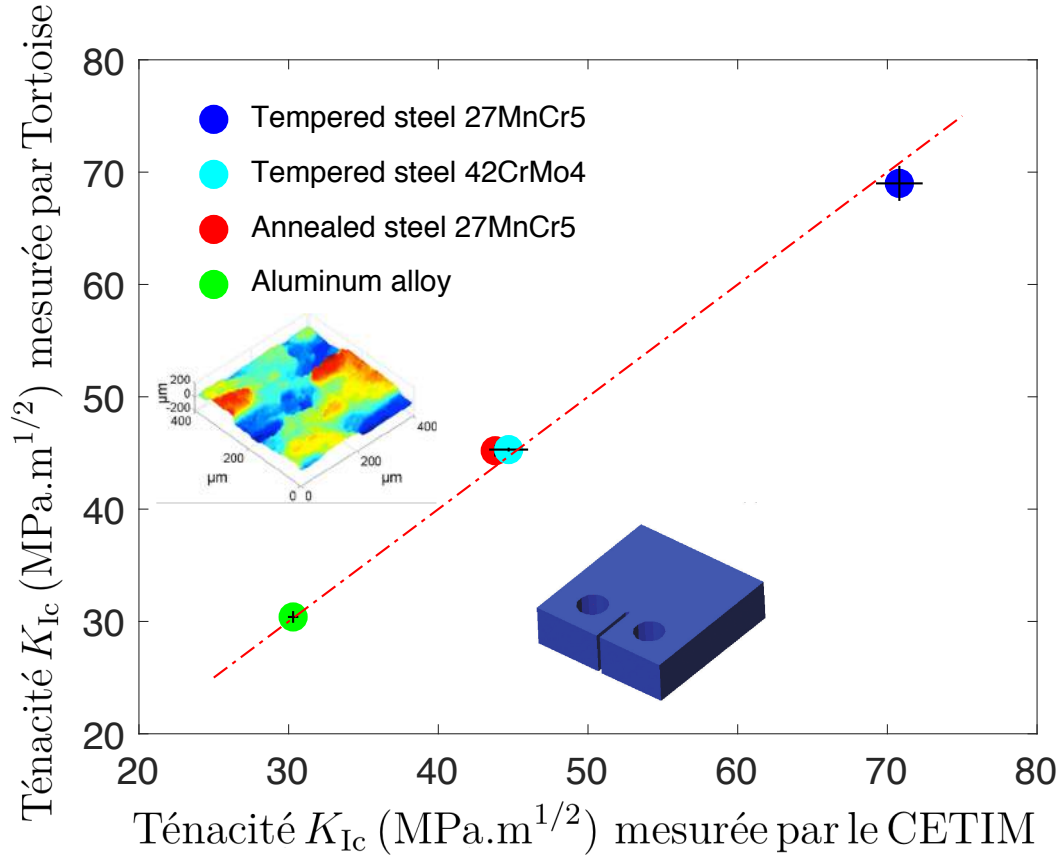 Ténacité K_Ic (MPa.m^1/2) mesurée par Tortoise
80
70
60
50
40
30
20
Tempered steel 27MnCr5
Tempered steel 42CrMo4
Annealed steel 27MnCr5
Aluminum alloy
200
0
-200
400
200
µm
0
0
200
400
µm
20 30 40 50 60 70 80
Ténacité K_Ic (MPa.m^1/2) mesurée par le CETIM